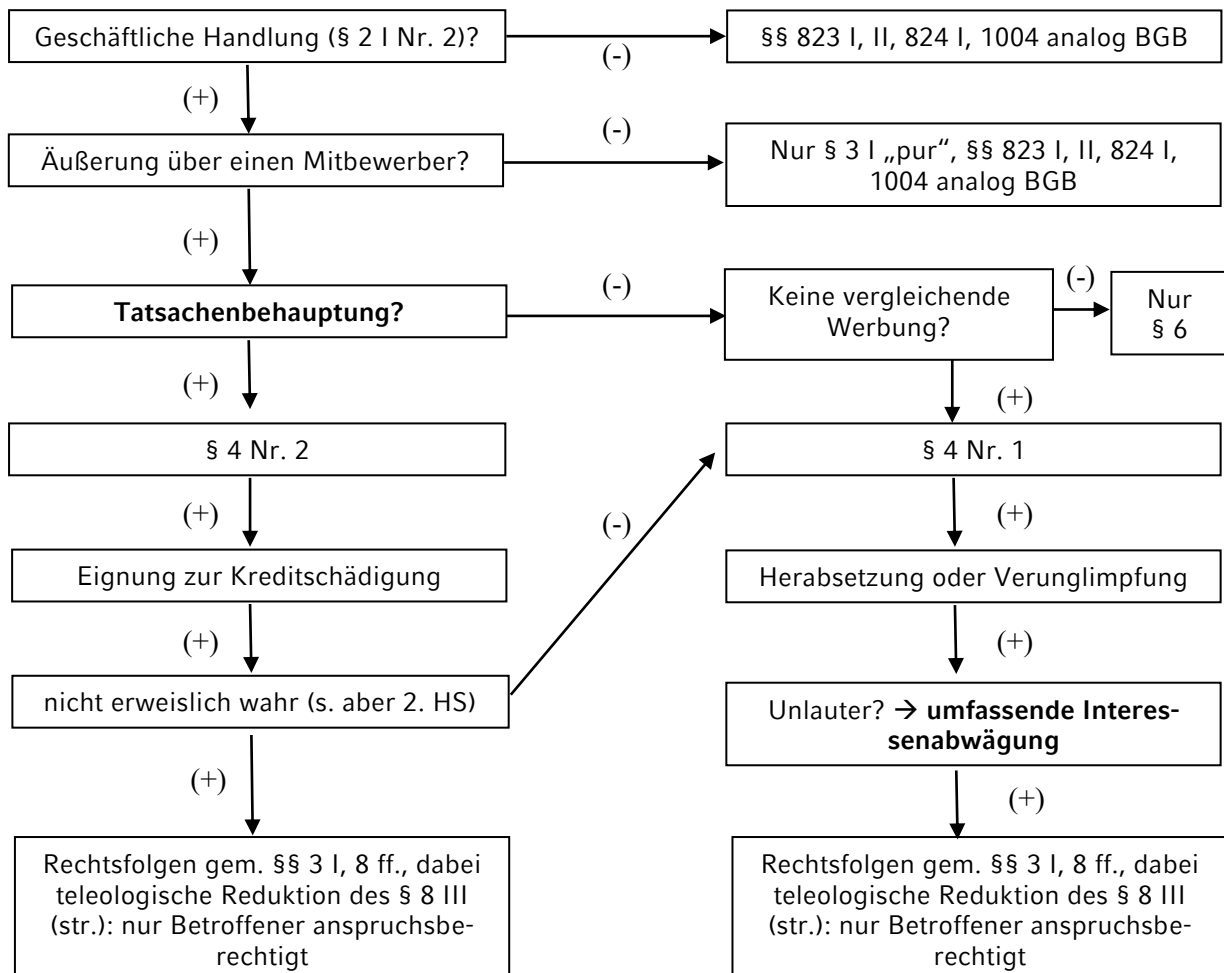 Geschäftliche Handlung (§ 2 I Nr. 2)?
(-)
§§ 823 I, II, 824 I, 1004 analog BGB
(+)
Äußerung über einen Mitbewerber?
(-)
Nur § 3 I „pur“, §§ 823 I, II, 824 I,
1004 analog BGB
(+)
Tatsachenbehauptung?
(-)
Keine vergleichende
Werbung?
(-)
Nur
§ 6
(+)
(+)
§ 4 Nr. 2
§ 4 Nr. 1
(+)
(-)
(+)
Eignung zur Kreditschädigung
Herabsetzung oder Verunglimpfung
(+)
(+)
nicht erweislich wahr (s. aber 2. HS)
Unlauter? → umfassende Interes-
senabwägung
(+)
(+)
Rechtsfolgen gem. §§ 3 I, 8 ff., dabei
teleologische Reduktion des § 8 III
(str.): nur Betroffener anspruchsbe-
rechtigt
Rechtsfolgen gem. §§ 3 I, 8 ff., dabei
teleologische Reduktion des § 8 III
(str.): nur Betroffener anspruchsbe-
rechtigt